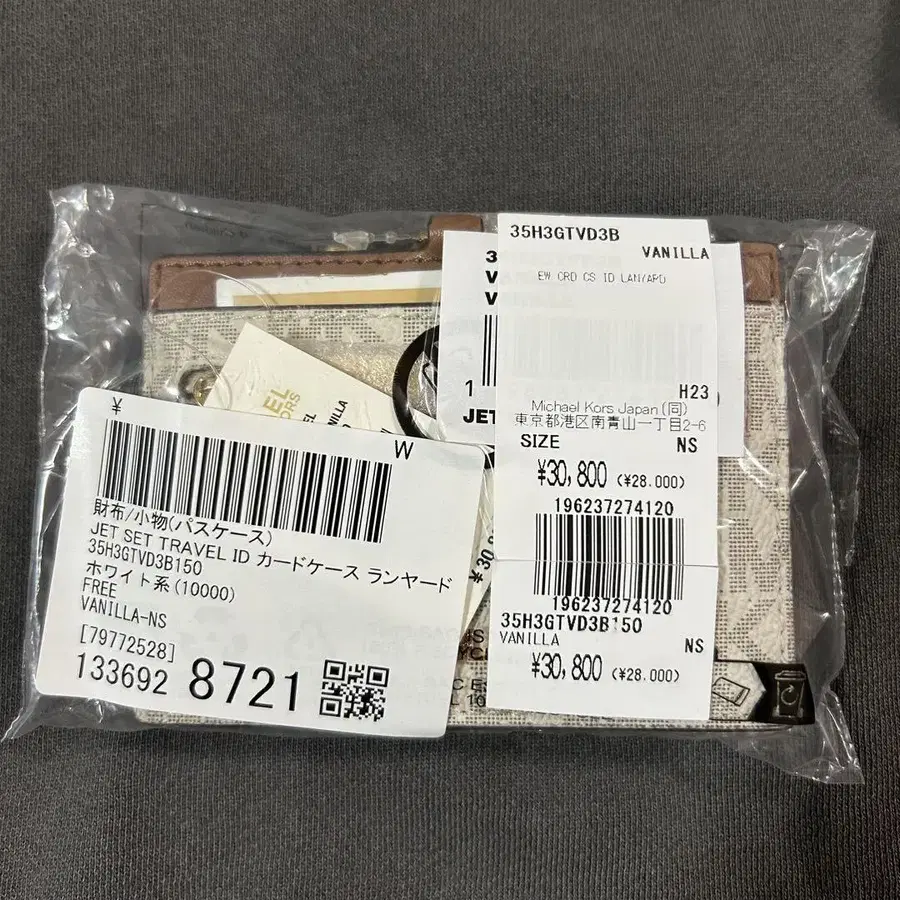 35H3GTVD3B
VANILLA
EW CRD CS ID LANYARD
H23
Michael Kors Japan (同)
東京都港区南青山一丁目2-6
SIZE NS
¥30,800 (¥28.000)
196237274120
196237274120
35H3GTVD3B150
VANILLA NS
¥30,800 (¥28.000)
1
JET
VANILLA
¥30,8
¥
W
財布/小物(パスケース)
JET SET TRAVEL ID カードケース ランヤード
35H3GTVD3B150
ホワイト系(10000)
FREE
VANILLA-NS
[79772528]
133692 8721